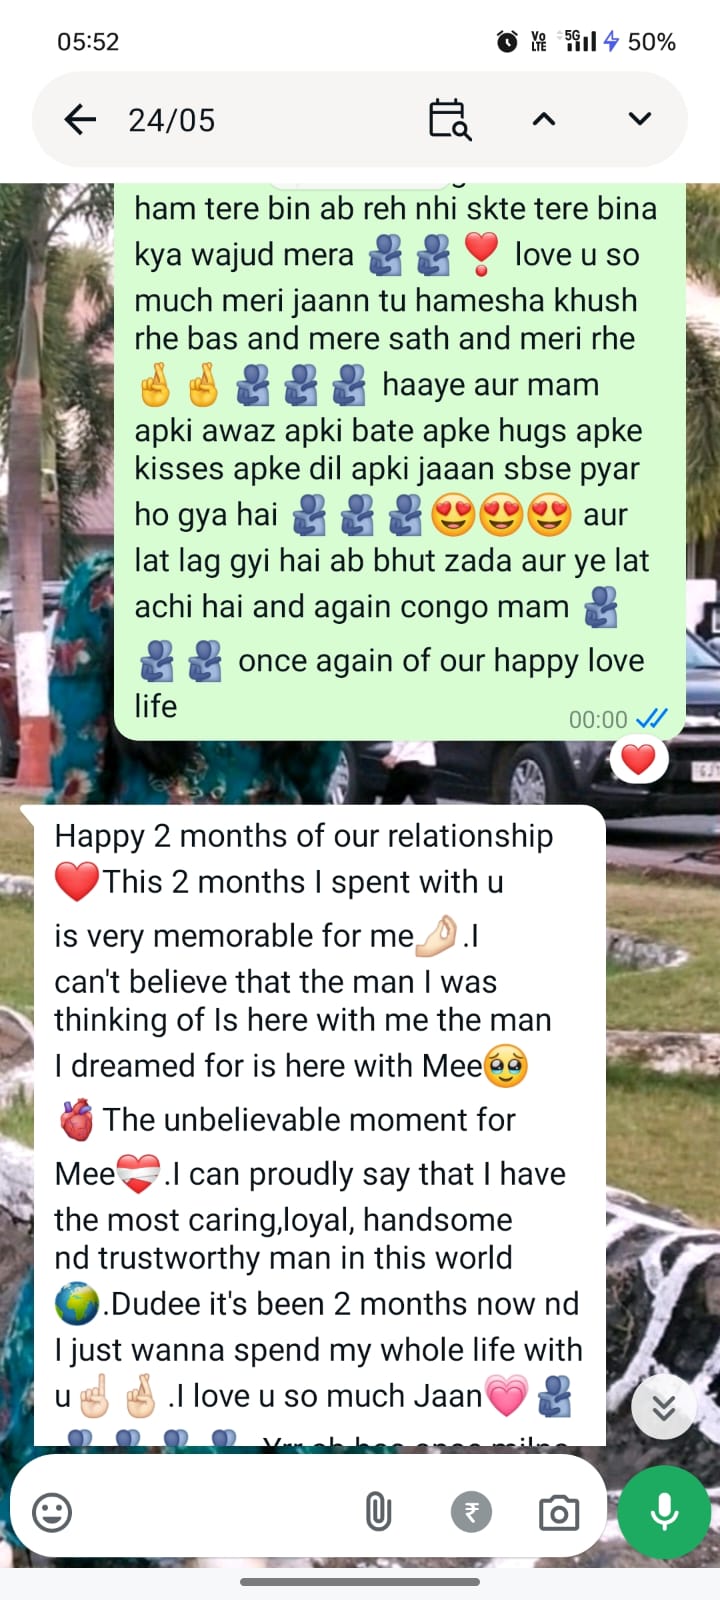 05:52 Vo LTE 5G 50%
24/05
ham tere bin ab reh nhi skte tere bina
kya wajud mera 🫂 🫂 ❣️ love u so
much meri jaann tu hamesha khush
rhe bas and mere sath and meri rhe
🤞 🤞 🫂 🫂 🫂 haaye aur mam
apki awaz apki bate apke hugs apke
kisses apke dil apki jaaan sbse pyar
ho gya hai 🫂 🫂 🫂😍😍😍 aur
lat lag gyi hai ab bhut zada aur ye lat
achi hai and again congo mam 🫂
🫂 🫂 once again of our happy love
life
00:00
❤️
Happy 2 months of our relationship
❤️This 2 months I spent with u
is very memorable for me🤌🏻.I
can't believe that the man I was
thinking of Is here with me the man
I dreamed for is here with Mee🥹
🫀 The unbelievable moment for
Mee❤️‍🩹.I can proudly say that I have
the most caring,loyal, handsome
nd trustworthy man in this world
🌍.Dudee it's been 2 months now nd
I just wanna spend my whole life with
u☝🏻 🤞🏻 .I love u so much Jaan💗 🫂
🫂 🫂 🫂 🫂
₹